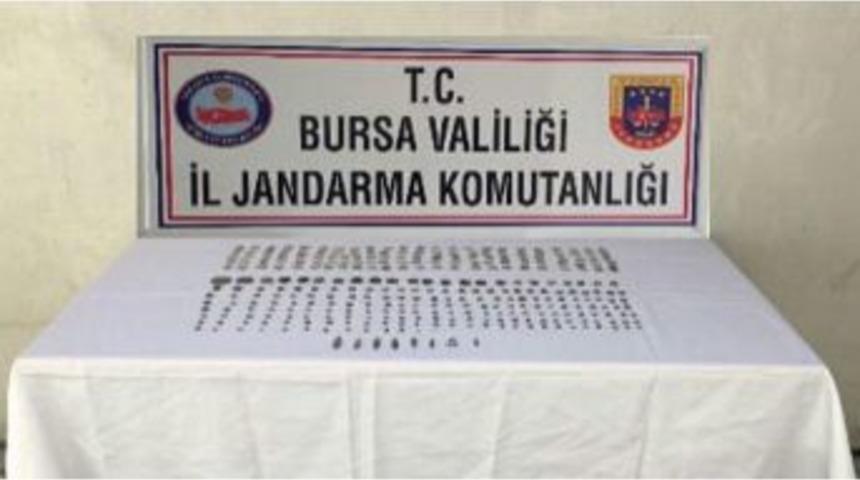 T.C.
BURSA VALİLİĞİ
İL JANDARMA KOMUTANLIĞI